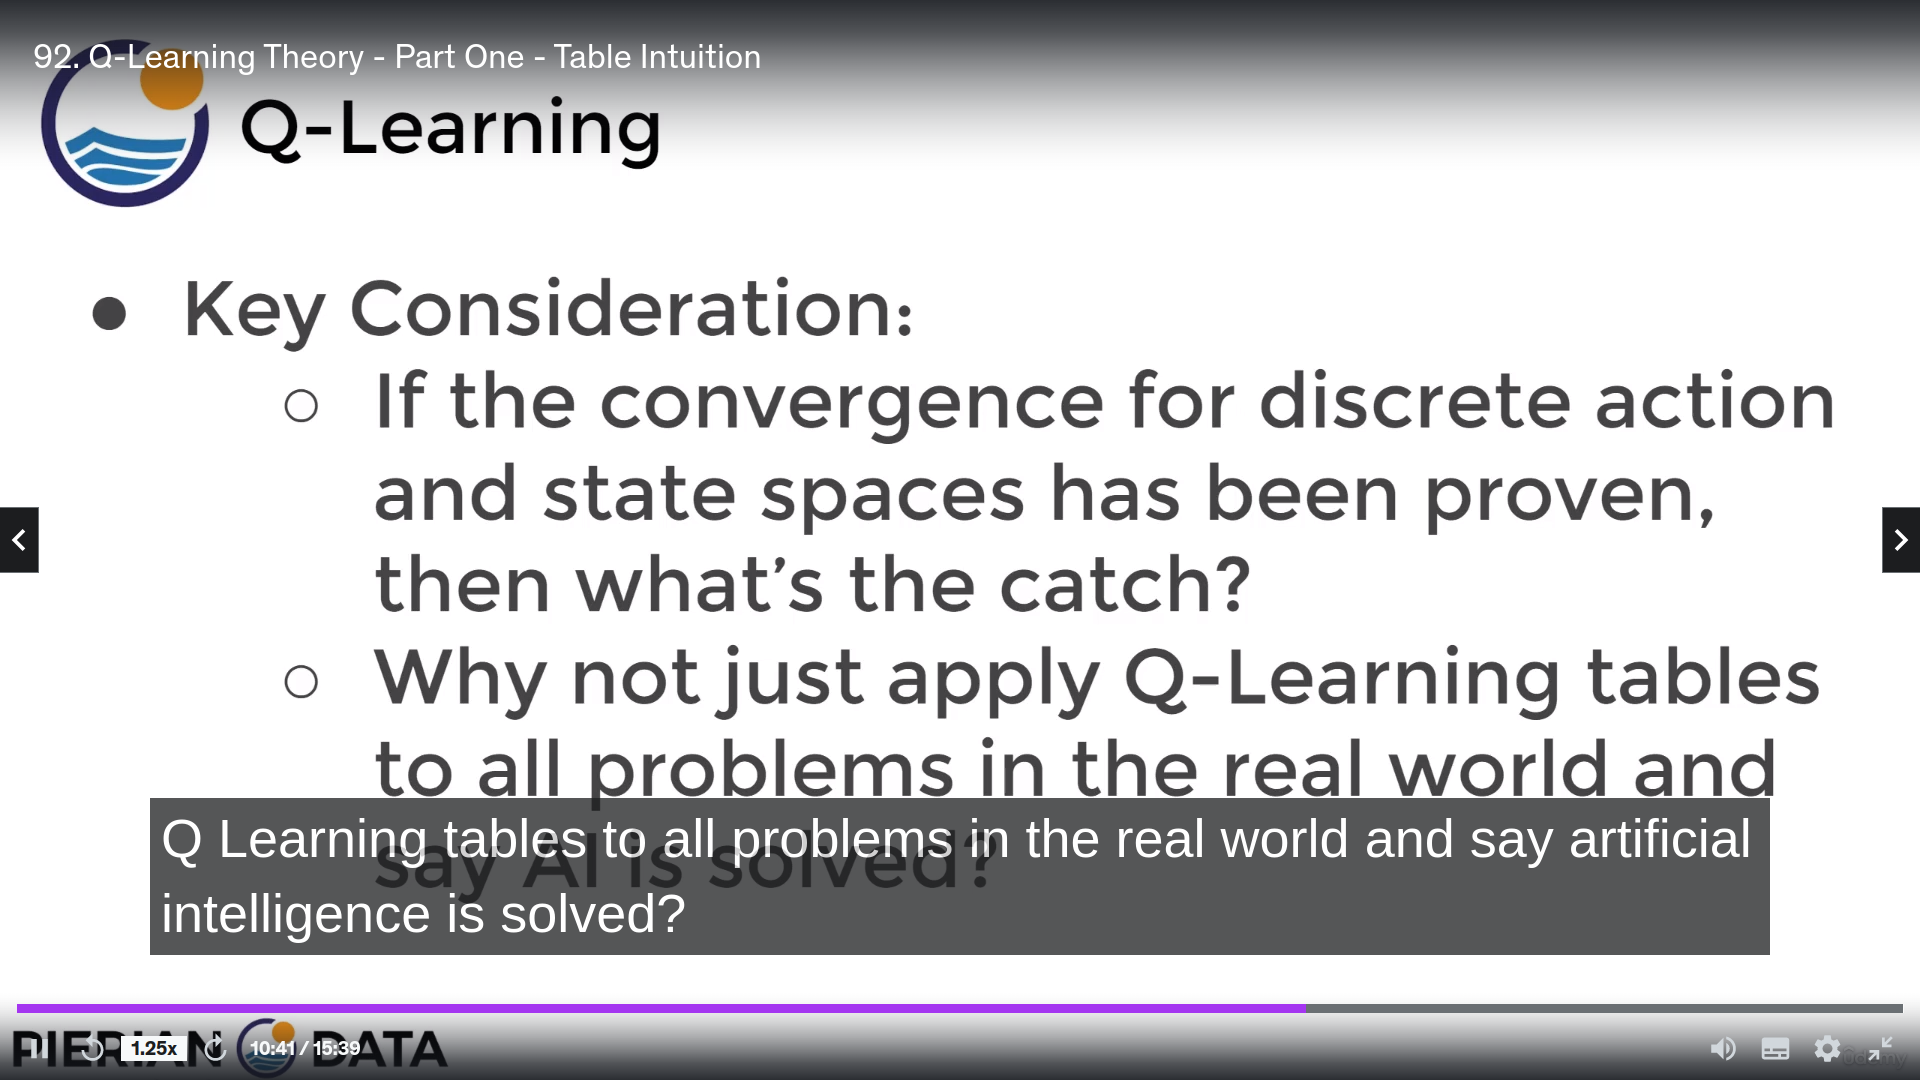 92. Q-Learning Theory - Part One - Table Intuition
Q-Learning
● Key Consideration:
○ If the convergence for discrete action
and state spaces has been proven,
then what's the catch?
○ Why not just apply Q-Learning tables
to all problems in the real world and
say AI is solved?
Q Learning tables to all problems in the real world and say artificial
intelligence is solved?
PIERIAN DATA
1.25x
10:41 / 15:39
ûdemy